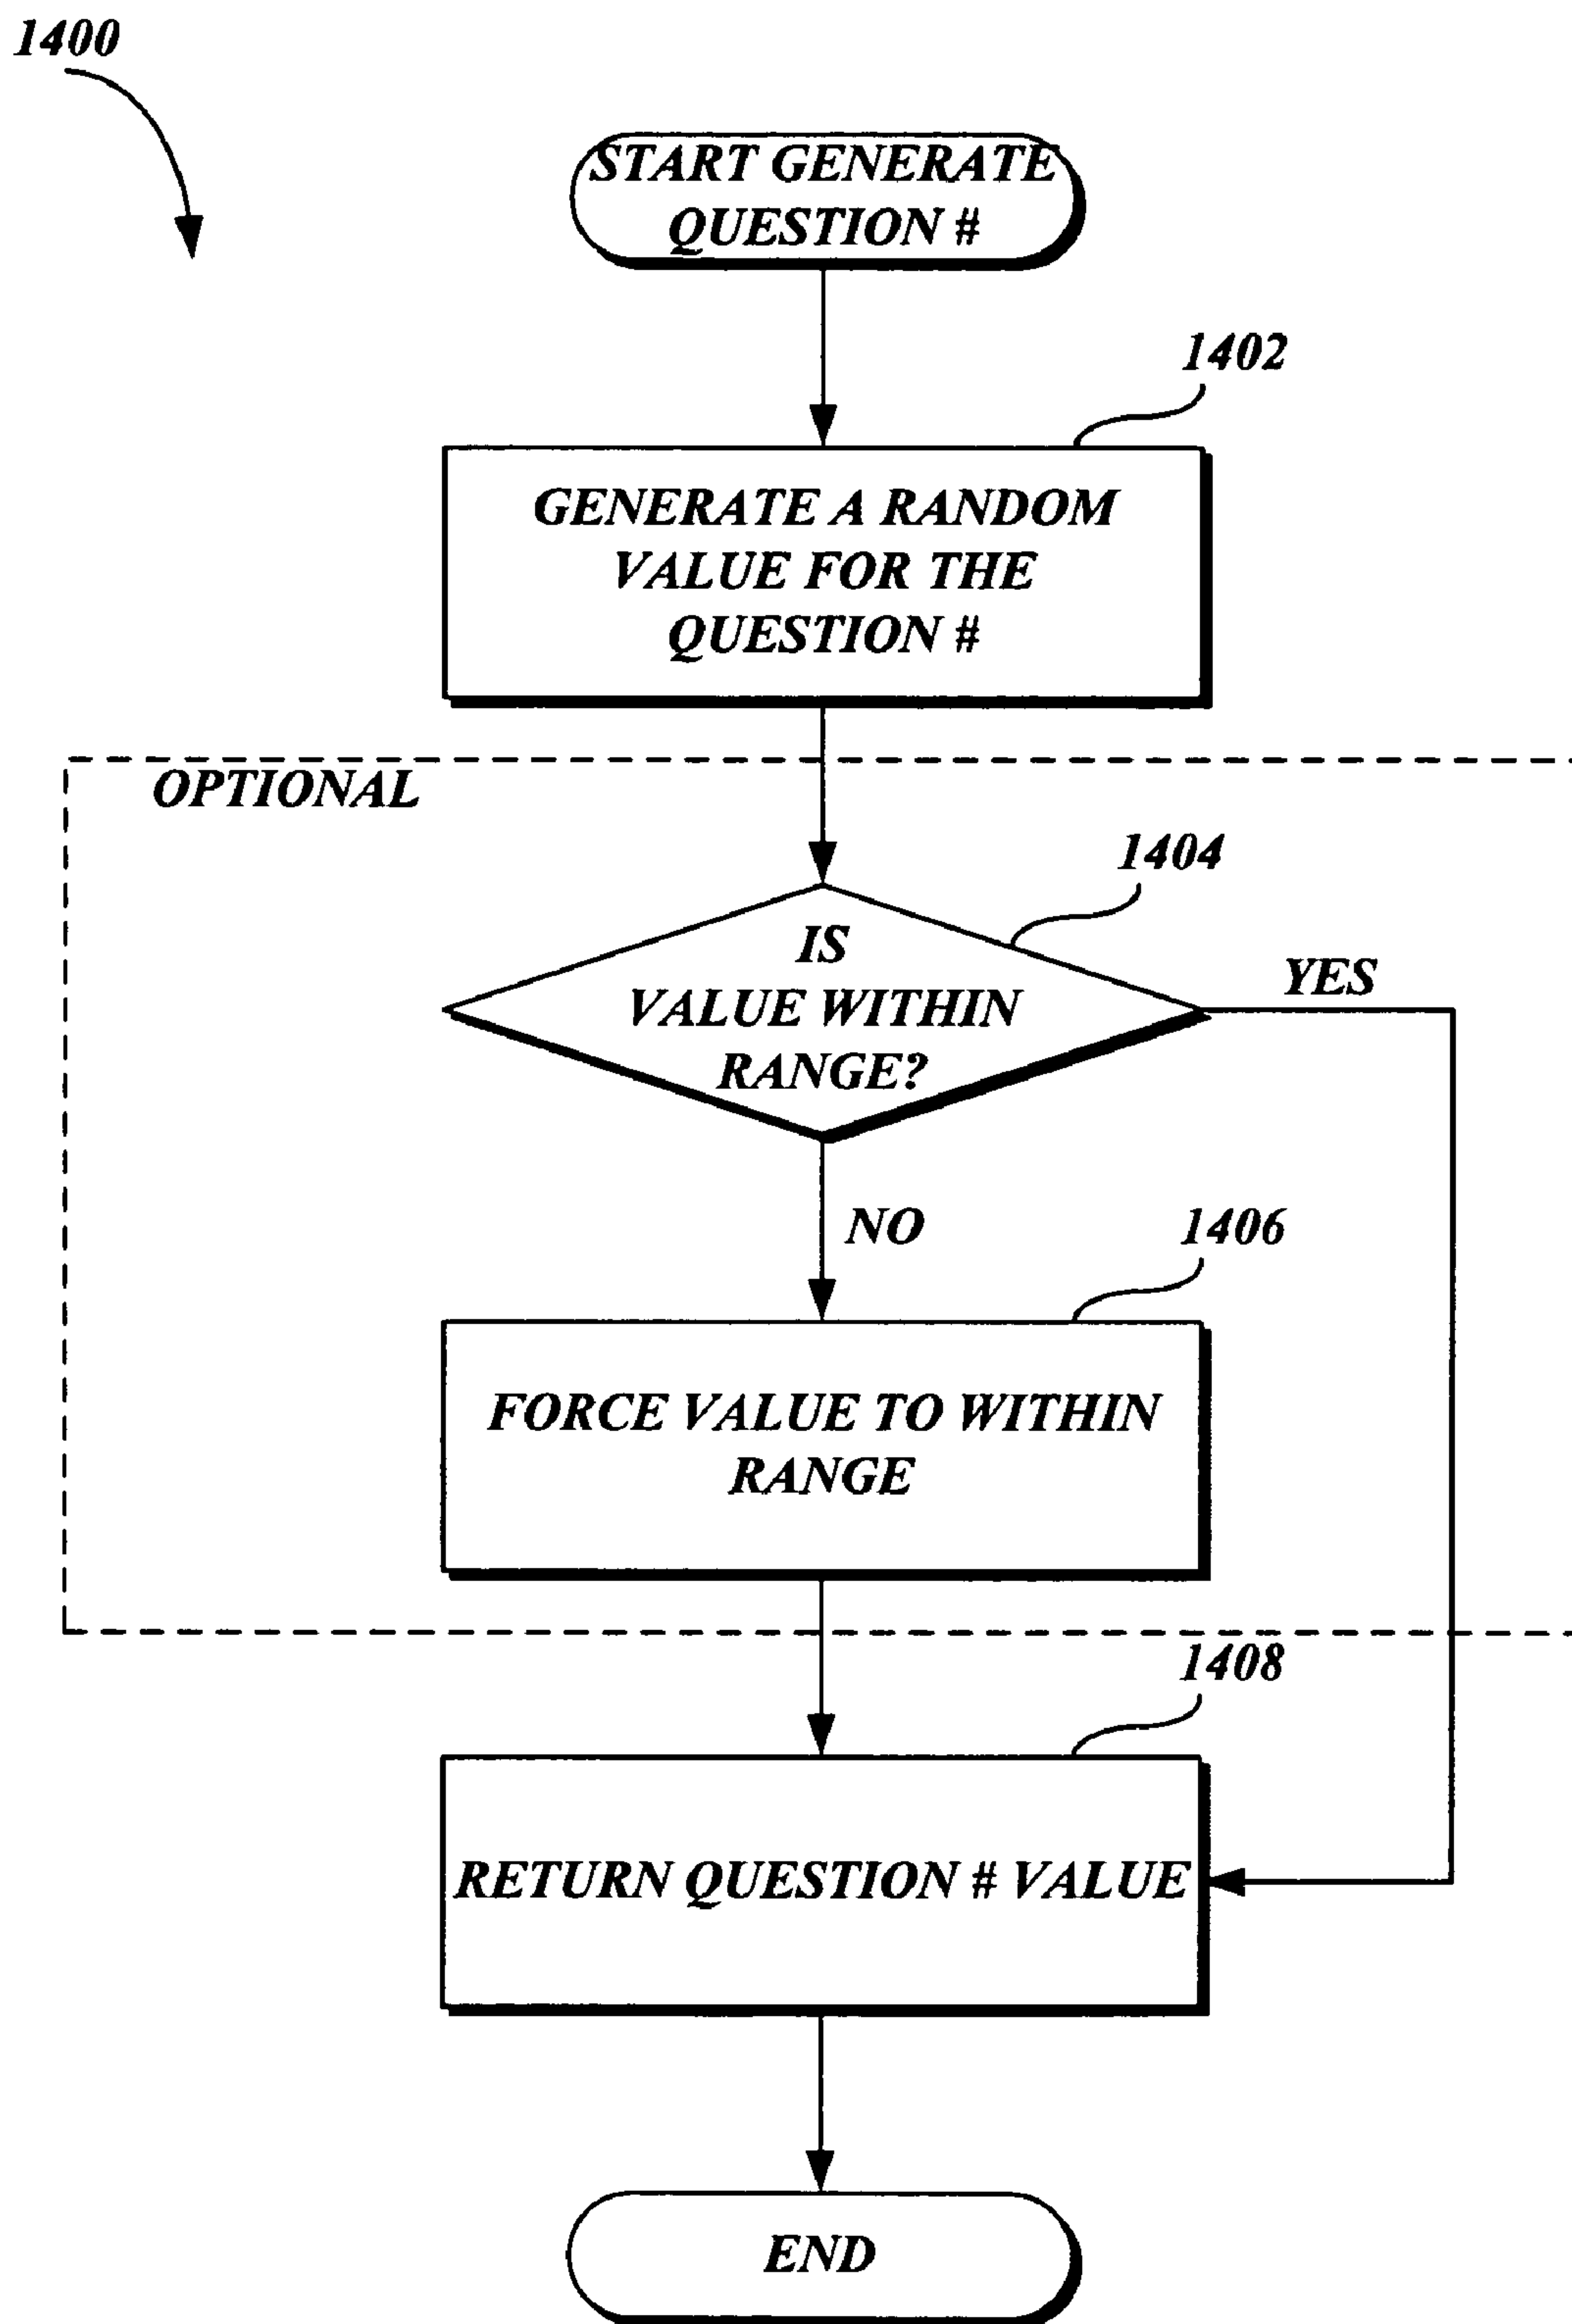 1400
START GENERATE
QUESTION #
1402
GENERATE A RANDOM
VALUE FOR THE
QUESTION #
OPTIONAL
1404
IS
VALUE WITHIN
RANGE?
YES
NO
1406
FORCE VALUE TO WITHIN
RANGE
1408
RETURN QUESTION # VALUE
END